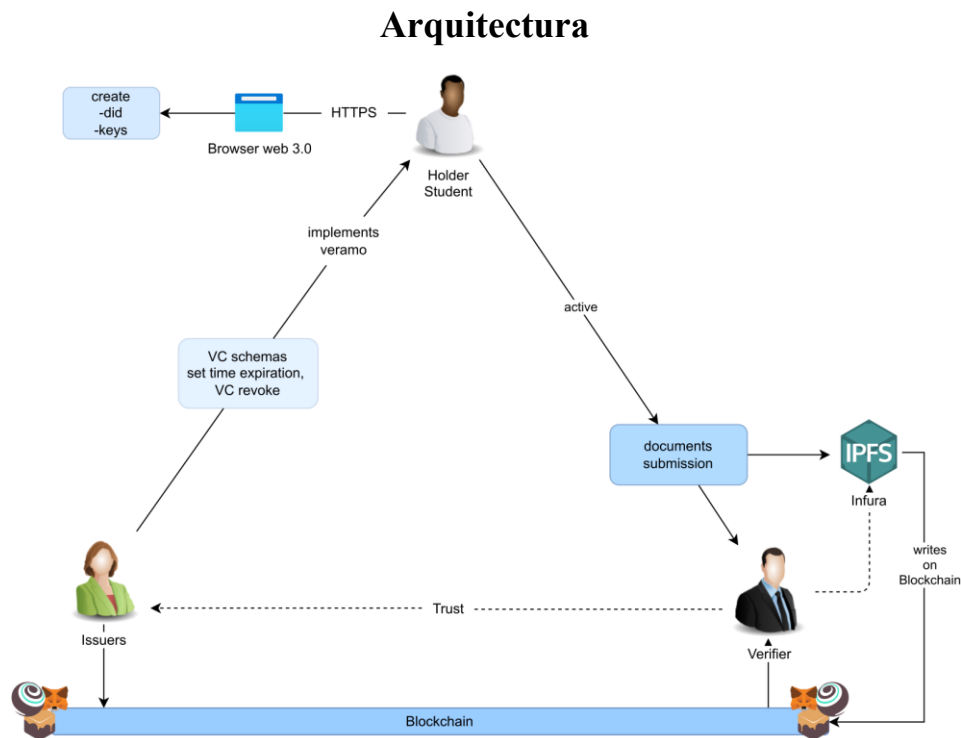 Arquitectura
create
-did
-keys
HTTPS
Browser web 3.0
Holder
Student
implements
veramo
active
VC schemas
set time expiration,
VC revoke
documents
submission
IPFS
Infura
writes
on
Blockchain
Trust
Issuers
Verifier
Blockchain